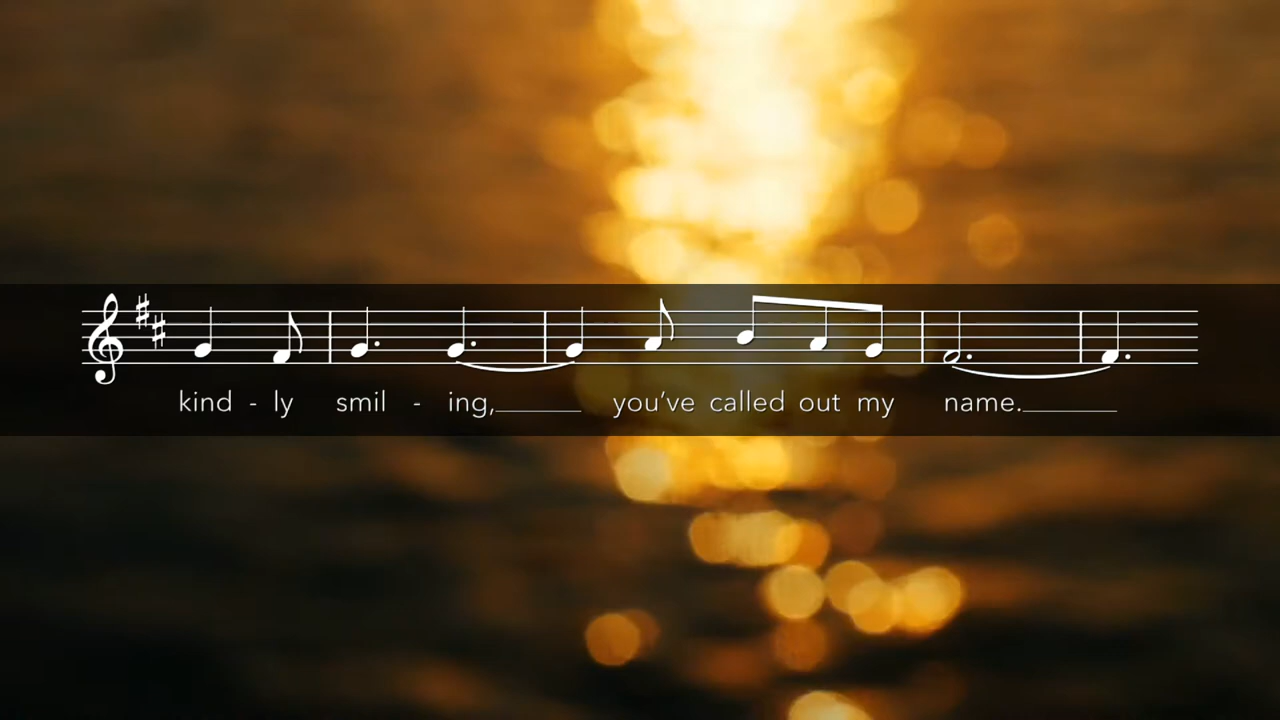 kind - ly smil - ing, you’ve called out my name.